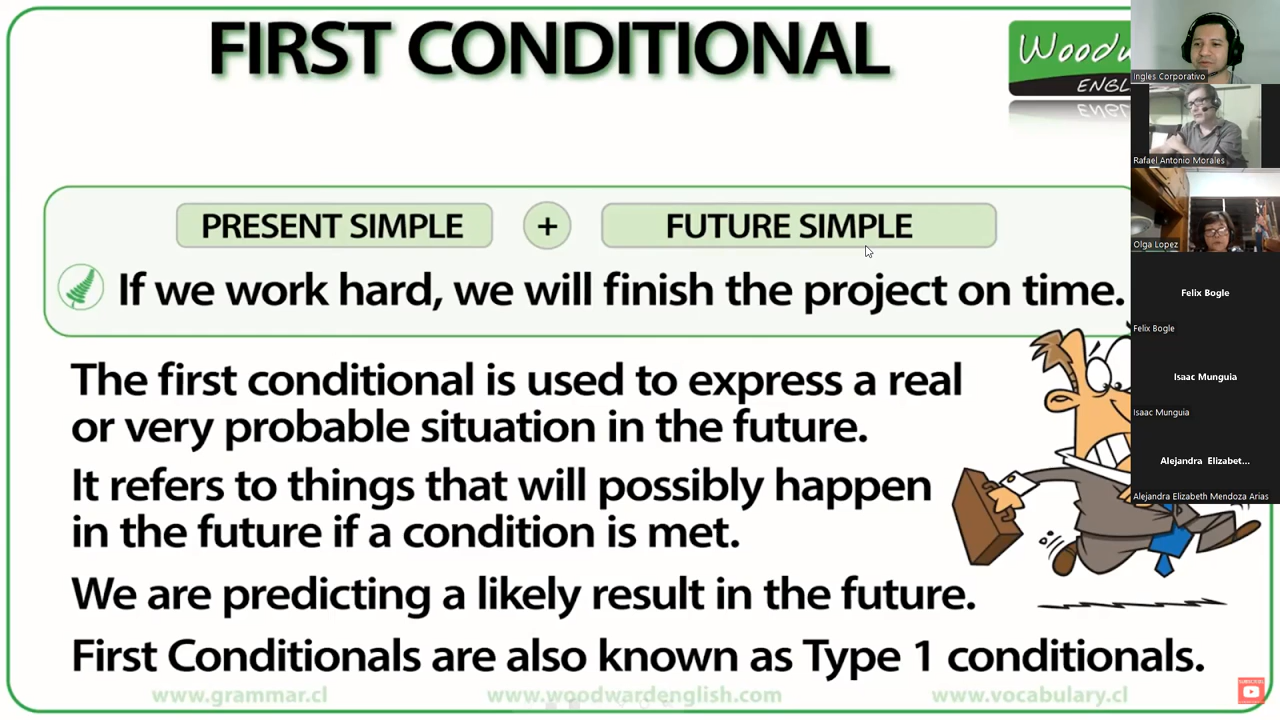 FIRST CONDITIONAL
Woodw
ENGL
PRESENT SIMPLE + FUTURE SIMPLE
If we work hard, we will finish the project on time.
The first conditional is used to express a real
or very probable situation in the future.
It refers to things that will possibly happen
in the future if a condition is met.
We are predicting a likely result in the future.
First Conditionals are also known as Type 1 conditionals.
www.grammar.cl www.woodwardenglish.com www.vocabulary.cl
SUBSCRIBE
Ingles Corporativo
Rafael Antonio Morales
Olga Lopez
Felix Bogle
Felix Bogle
Isaac Munguia
Isaac Munguia
Alejandra Elizabet...
Alejandra Elizabeth Mendoza Arias